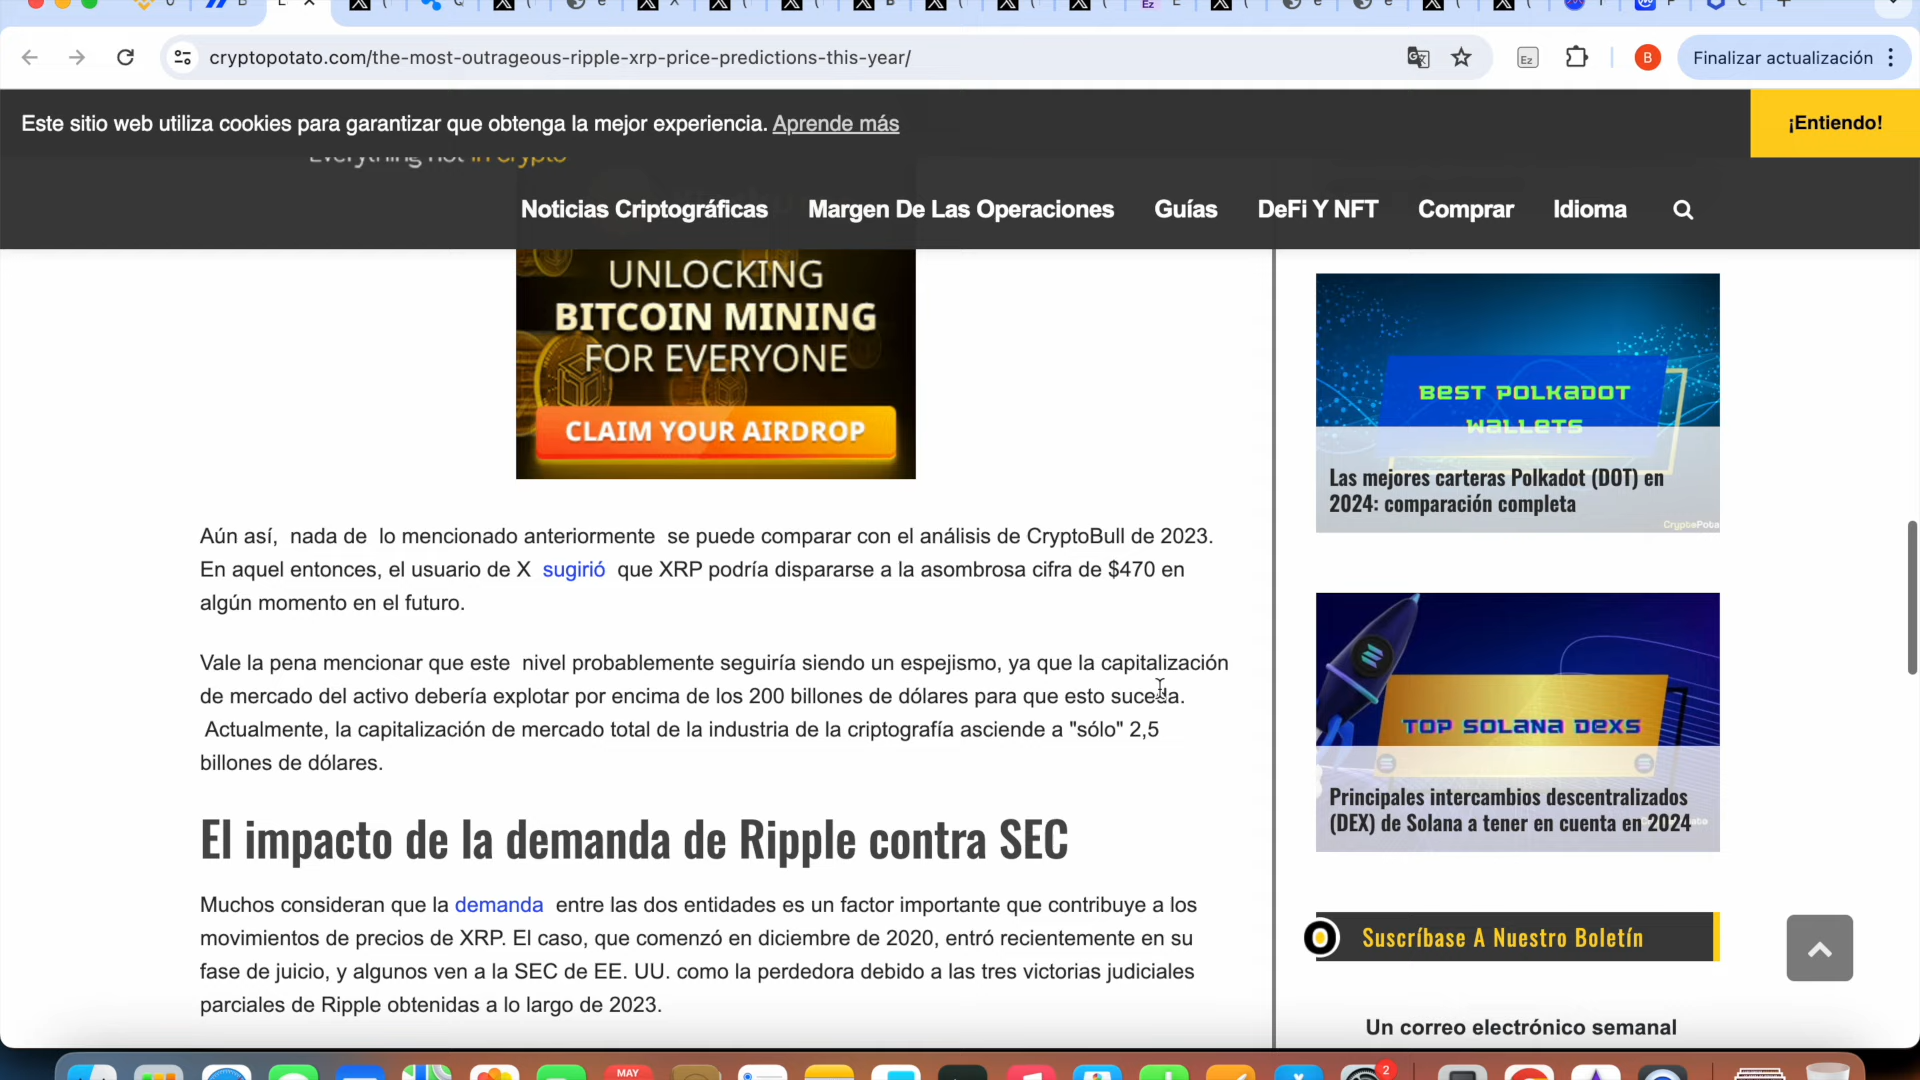 cryptopotato.com/the-most-outrageous-ripple-xrp-price-predictions-this-year/
Ez
B
Finalizar actualización
Este sitio web utiliza cookies para garantizar que obtenga la mejor experiencia. Aprende más
¡Entiendo!
Everything hot in crypto
Noticias Criptográficas
Margen De Las Operaciones
Guías
DeFi Y NFT
Comprar
Idioma
UNLOCKING
BITCOIN MINING
FOR EVERYONE
CLAIM YOUR AIRDROP
Aún así, nada de lo mencionado anteriormente se puede comparar con el análisis de CryptoBull de 2023.
En aquel entonces, el usuario de X sugirió que XRP podría dispararse a la asombrosa cifra de $470 en
algún momento en el futuro.
Vale la pena mencionar que este nivel probablemente seguiría siendo un espejismo, ya que la capitalización
de mercado del activo debería explotar por encima de los 200 billones de dólares para que esto suceda.
Actualmente, la capitalización de mercado total de la industria de la criptografía asciende a "sólo" 2,5
billones de dólares.
El impacto de la demanda de Ripple contra SEC
Muchos consideran que la demanda entre las dos entidades es un factor importante que contribuye a los
movimientos de precios de XRP. El caso, que comenzó en diciembre de 2020, entró recientemente en su
fase de juicio, y algunos ven a la SEC de EE. UU. como la perdedora debido a las tres victorias judiciales
parciales de Ripple obtenidas a lo largo de 2023.
BEST POLKADOT
WALLETS
Las mejores carteras Polkadot (DOT) en
2024: comparación completa
CryptoPota
TOP SOLANA DEXS
Principales intercambios descentralizados
(DEX) de Solana a tener en cuenta en 2024
Suscríbase A Nuestro Boletín
Un correo electrónico semanal
MAY
2